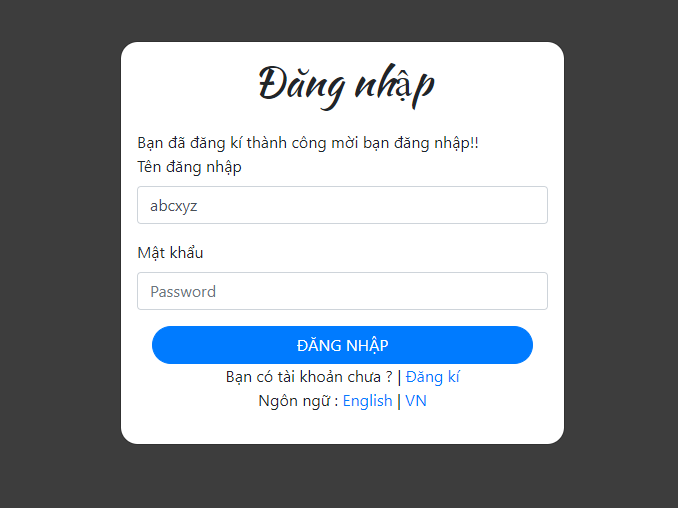 Đăng nhập
Bạn đã đăng kí thành công mời bạn đăng nhập!!
Tên đăng nhập
abcxyz
Mật khẩu
Password
ĐĂNG NHẬP
Bạn có tài khoản chưa ? | Đăng kí
Ngôn ngữ : English | VN